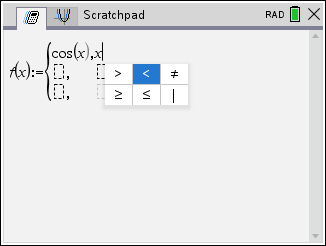 Scratchpad RAD
cos(x),x
f(x):=
> < ≠
≥ ≤ |